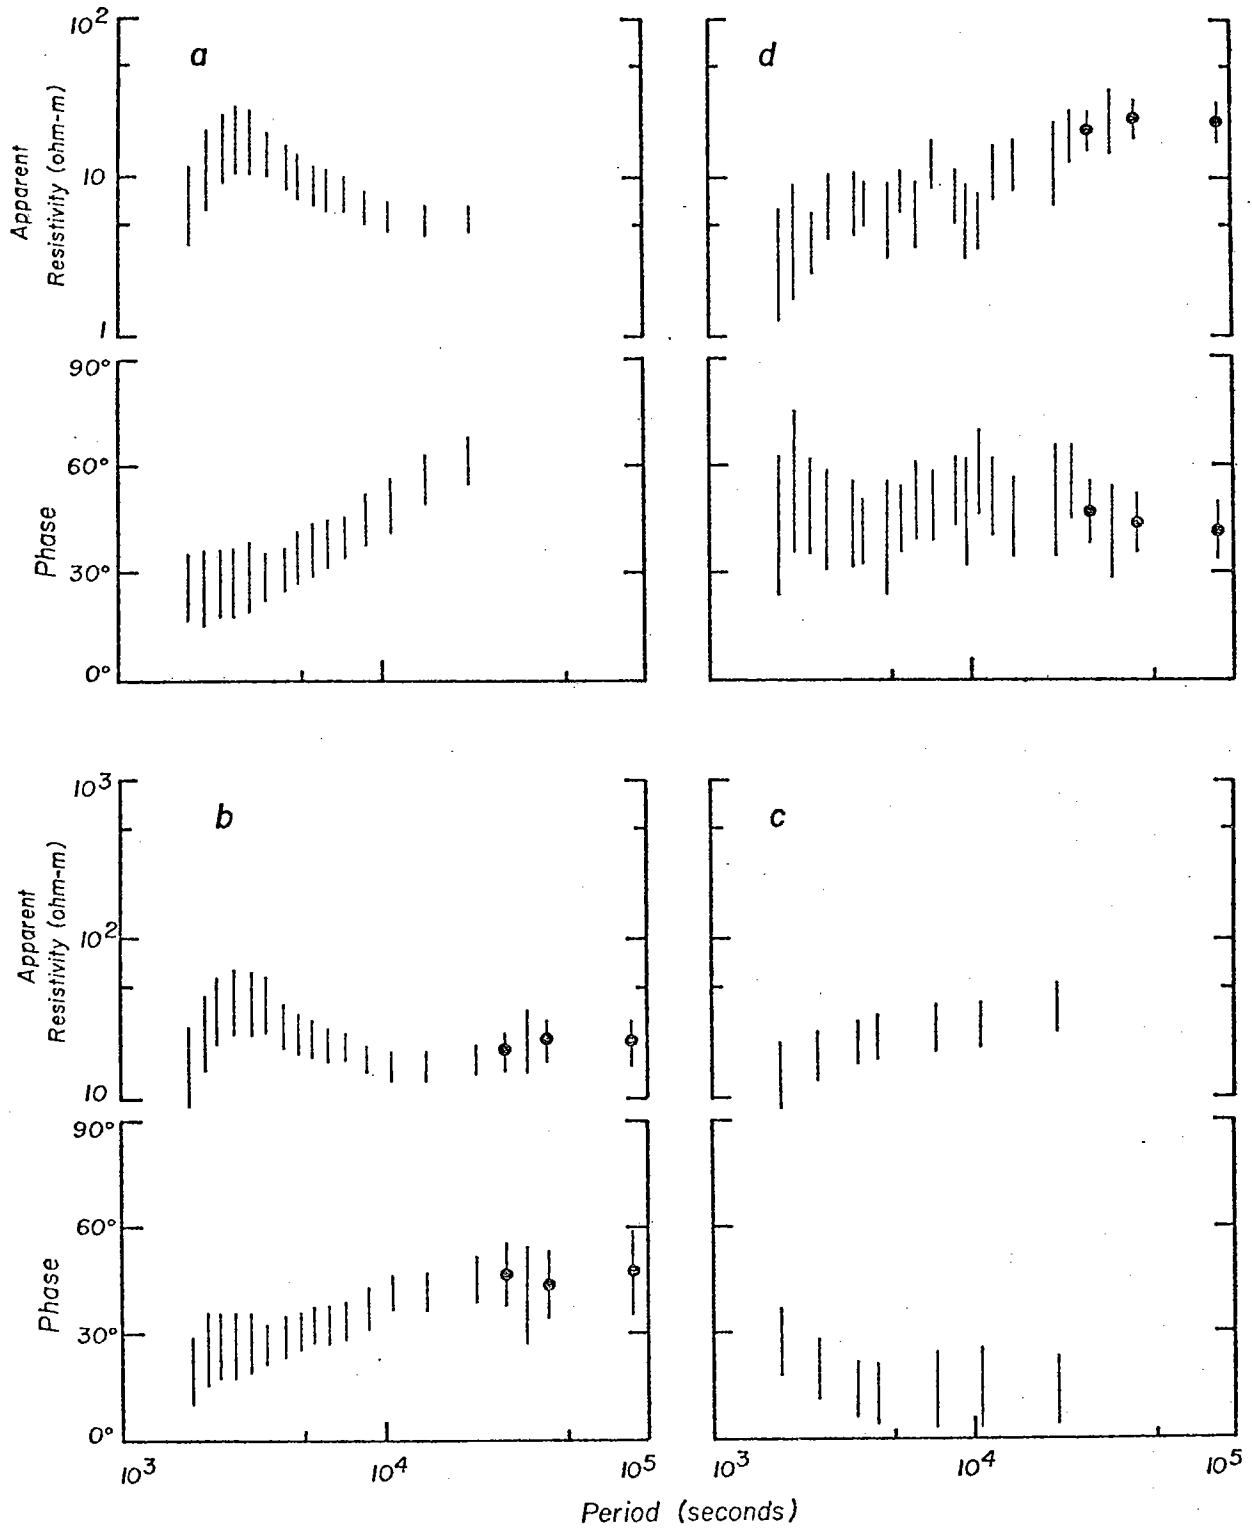 10²
a
d
Apparent
Resistivity (ohm-m)
10
1
90°
60°
Phase
30°
0°
10³
b
c
Apparent
Resistivity (ohm-m)
10²
10
90°
60°
Phase
30°
0°
10³ 10⁴ 10⁵ 10³ 10⁴ 10⁵
Period (seconds)